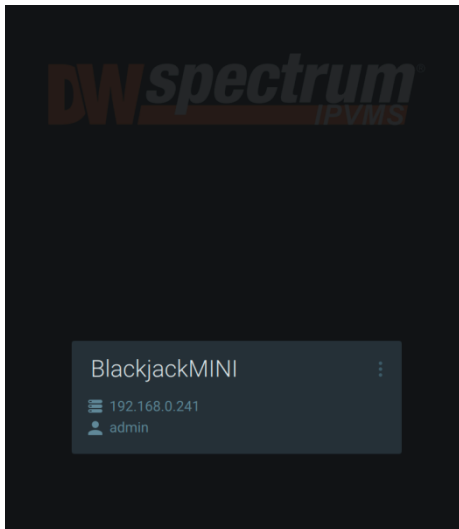 DWspectrum®
IPVMS
BlackjackMINI
192.168.0.241
admin